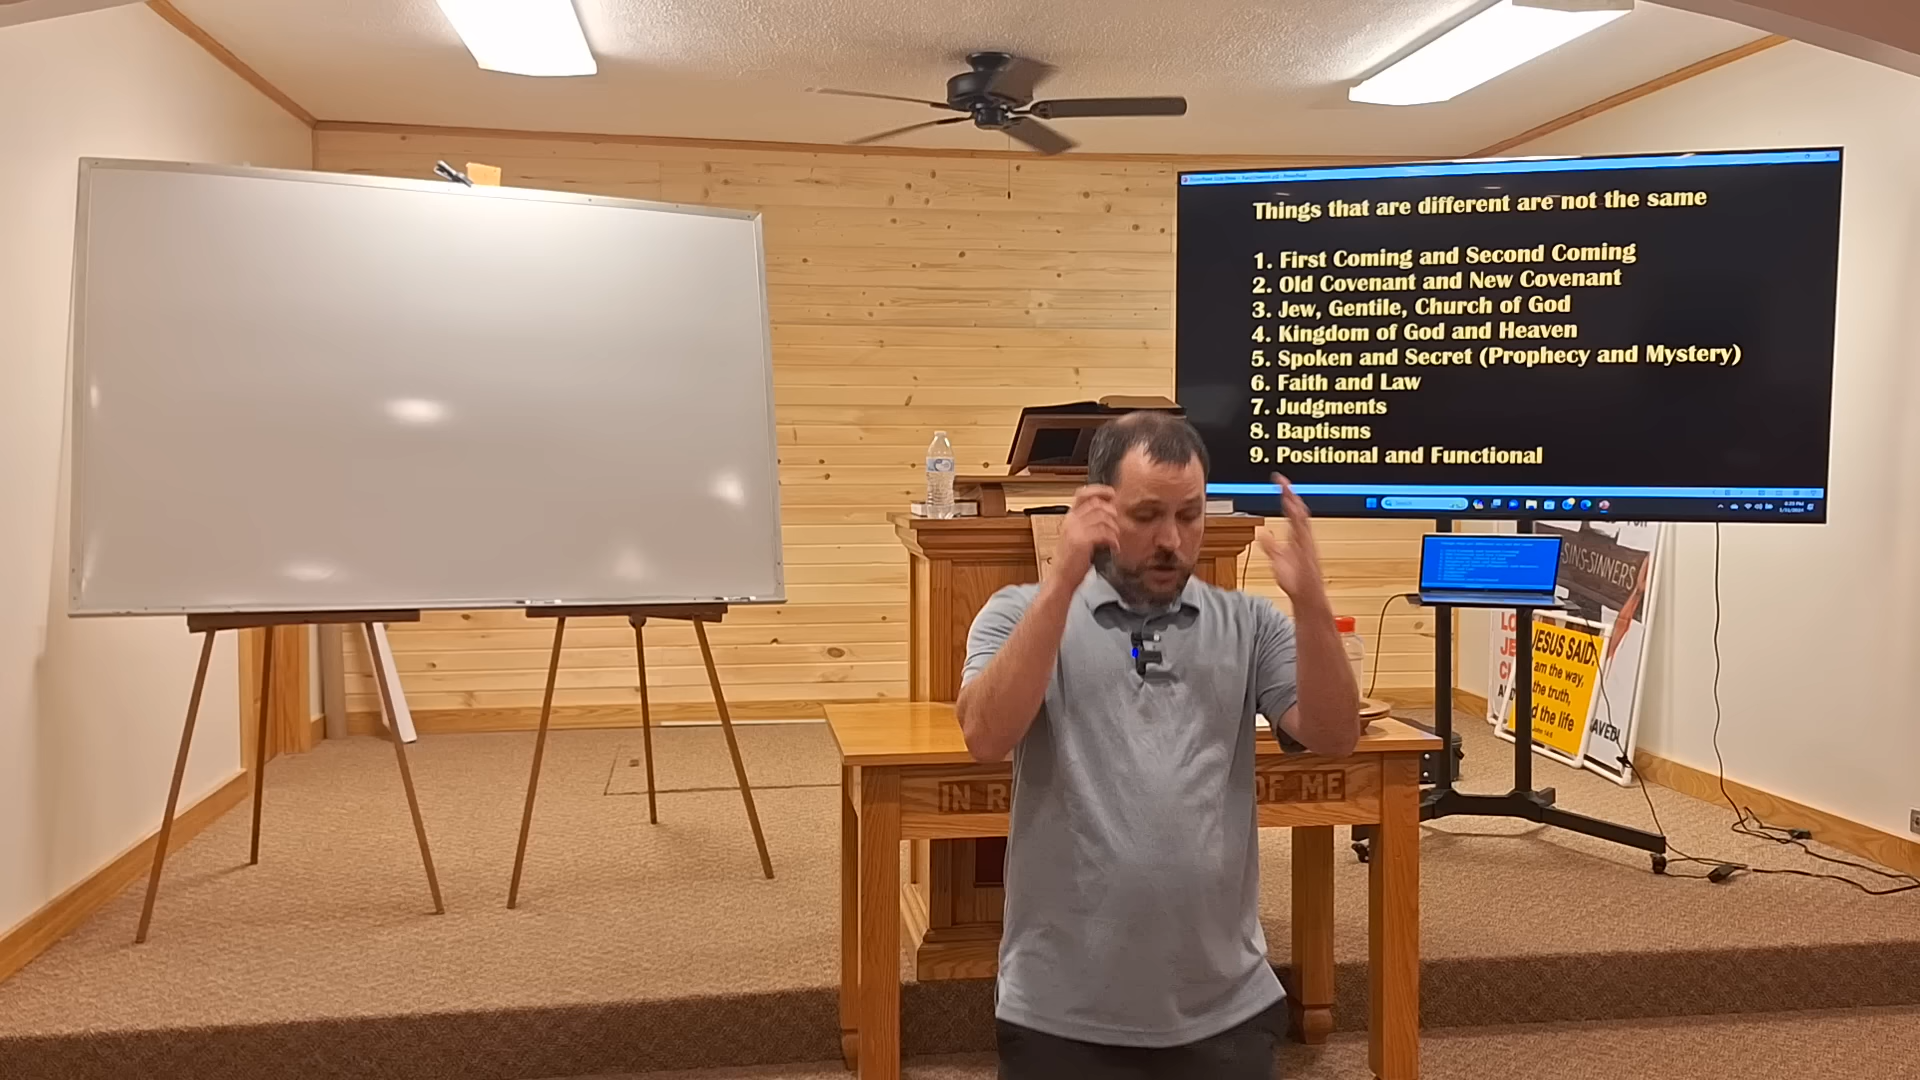 Things that are different are not the same
1. First Coming and Second Coming
2. Old Covenant and New Covenant
3. Jew, Gentile, Church of God
4. Kingdom of God and Heaven
5. Spoken and Secret (Prophecy and Mystery)
6. Faith and Law
7. Judgments
8. Baptisms
9. Positional and Functional
SINS-SINNERS
JESUS SAID:
am the way,
the truth,
d the life
AVED!
IN R OF ME